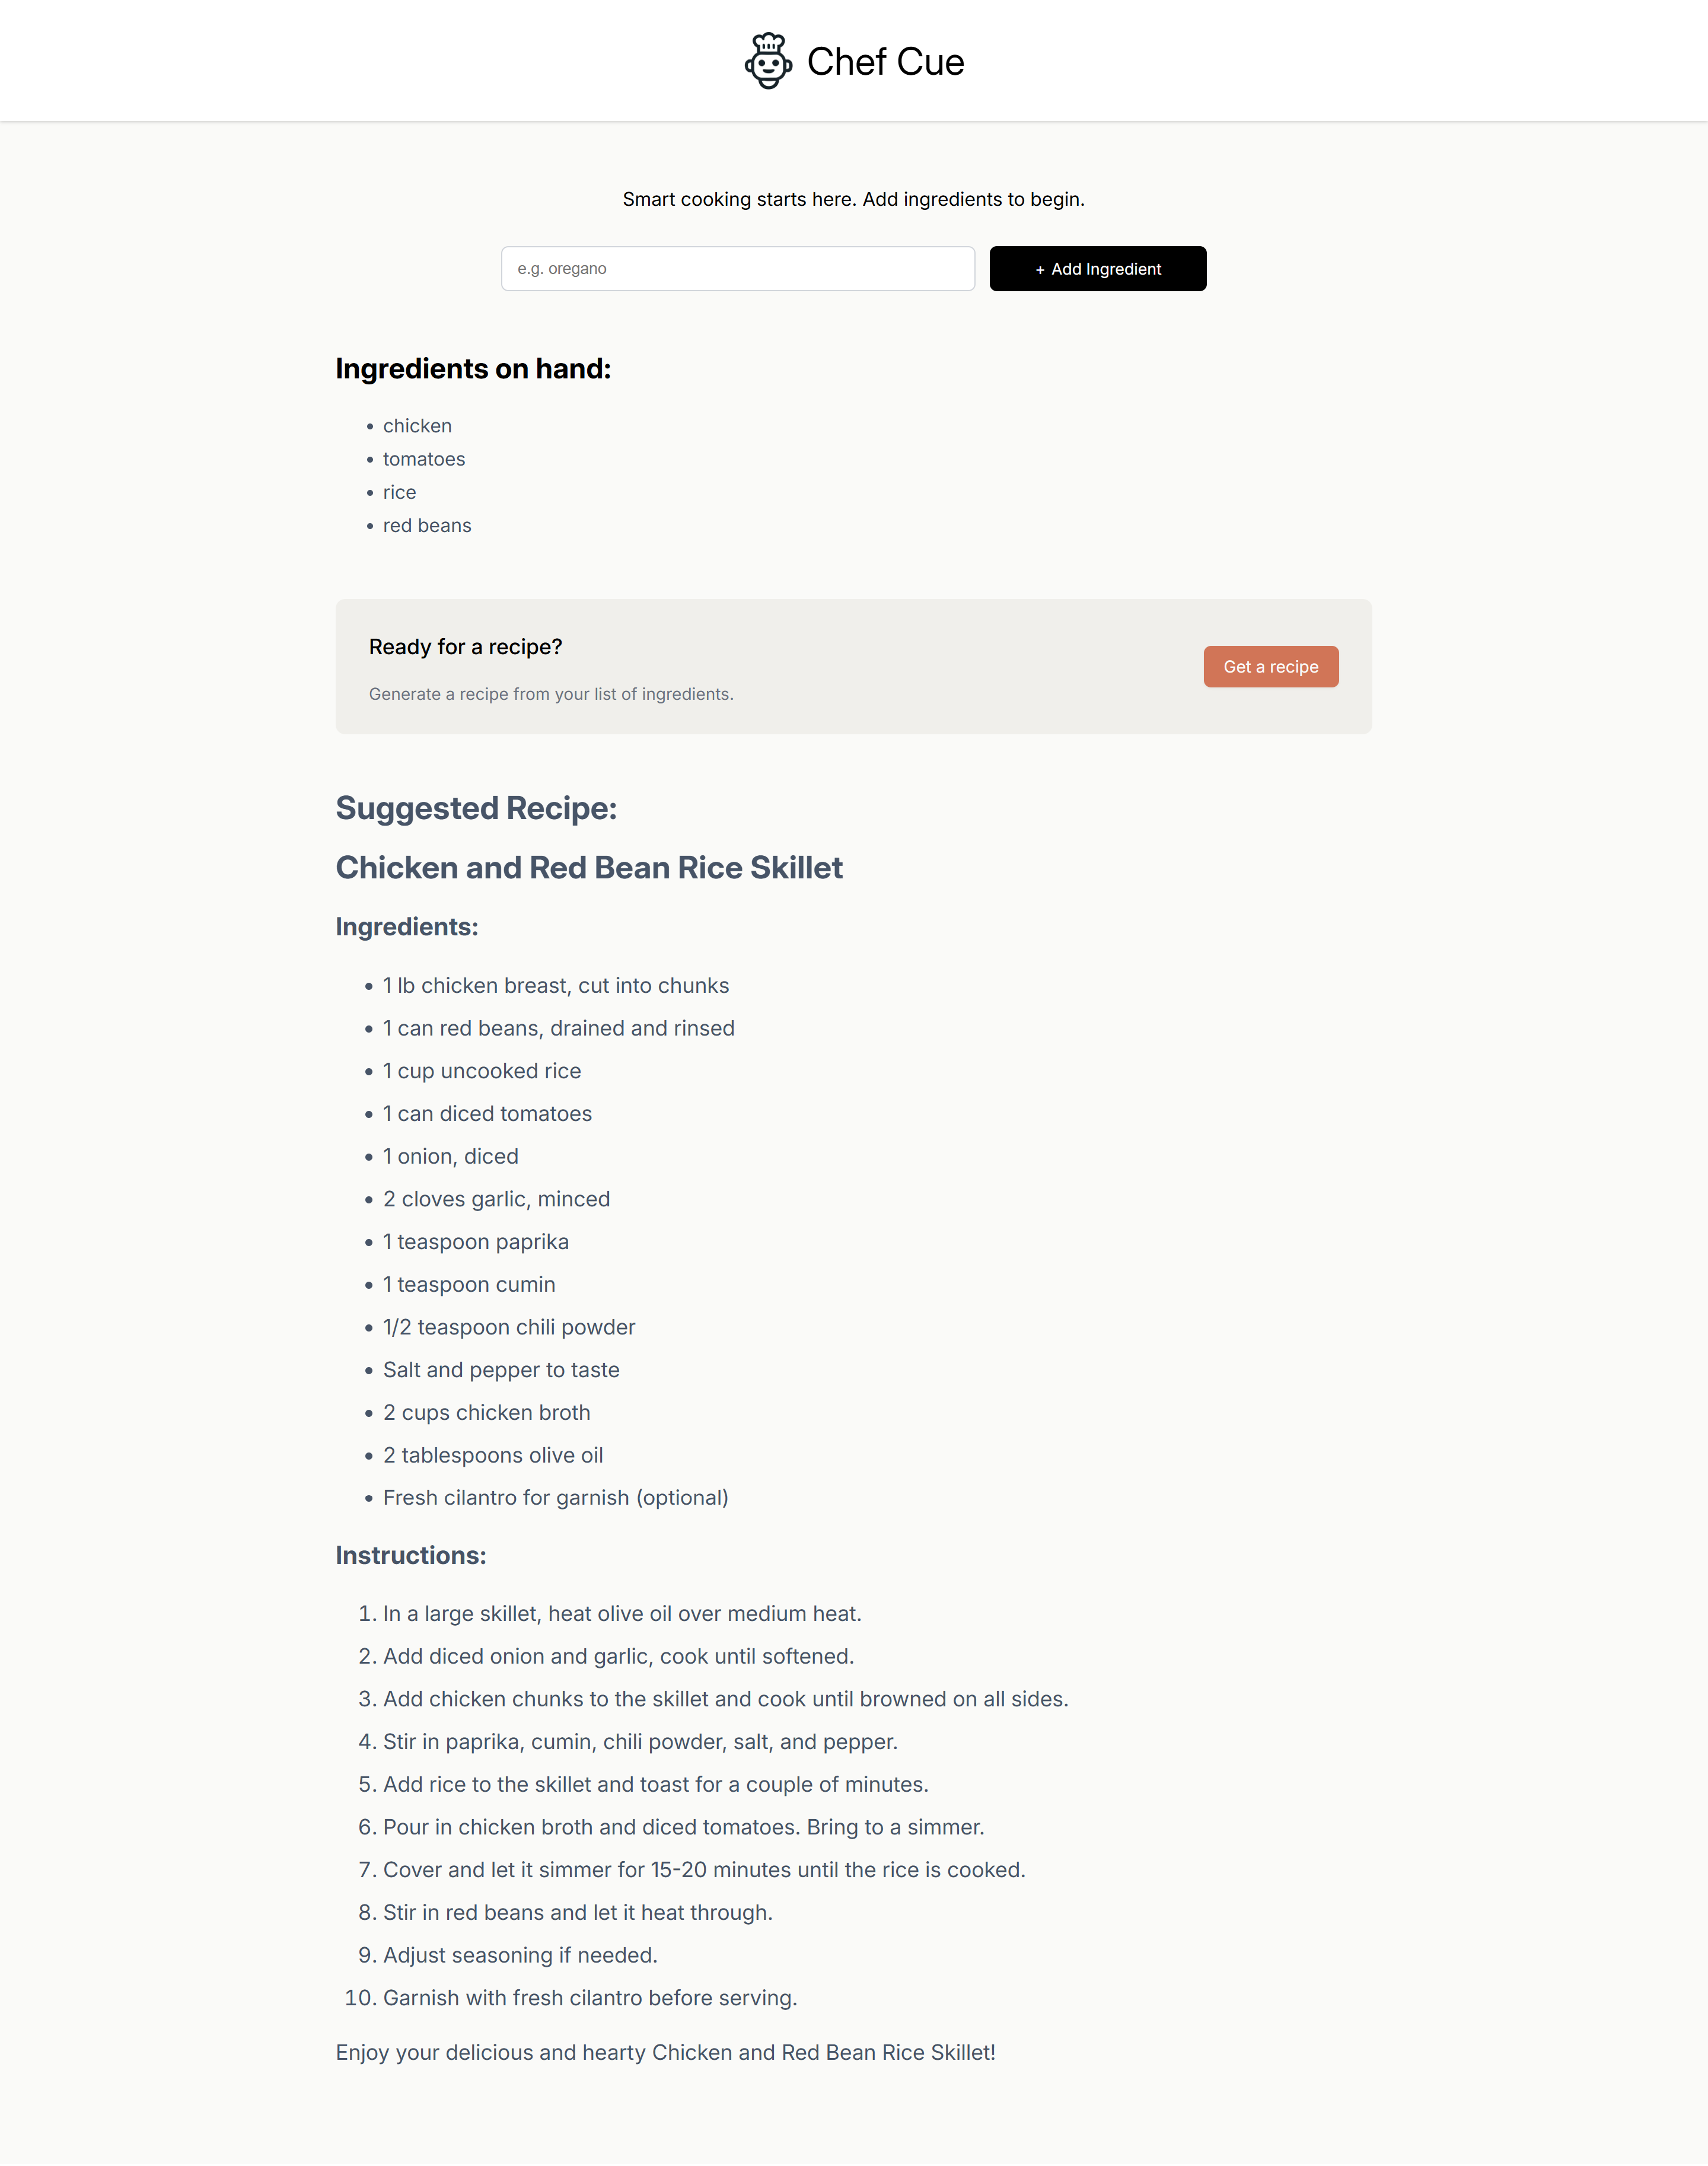 Chef Cue
Smart cooking starts here. Add ingredients to begin.
e.g. oregano
+ Add Ingredient
Ingredients on hand:
• chicken
• tomatoes
• rice
• red beans
Ready for a recipe?
Generate a recipe from your list of ingredients.
Get a recipe
Suggested Recipe:
Chicken and Red Bean Rice Skillet
Ingredients:
• 1 lb chicken breast, cut into chunks
• 1 can red beans, drained and rinsed
• 1 cup uncooked rice
• 1 can diced tomatoes
• 1 onion, diced
• 2 cloves garlic, minced
• 1 teaspoon paprika
• 1 teaspoon cumin
• 1/2 teaspoon chili powder
• Salt and pepper to taste
• 2 cups chicken broth
• 2 tablespoons olive oil
• Fresh cilantro for garnish (optional)
Instructions:
1. In a large skillet, heat olive oil over medium heat.
2. Add diced onion and garlic, cook until softened.
3. Add chicken chunks to the skillet and cook until browned on all sides.
4. Stir in paprika, cumin, chili powder, salt, and pepper.
5. Add rice to the skillet and toast for a couple of minutes.
6. Pour in chicken broth and diced tomatoes. Bring to a simmer.
7. Cover and let it simmer for 15-20 minutes until the rice is cooked.
8. Stir in red beans and let it heat through.
9. Adjust seasoning if needed.
10. Garnish with fresh cilantro before serving.
Enjoy your delicious and hearty Chicken and Red Bean Rice Skillet!